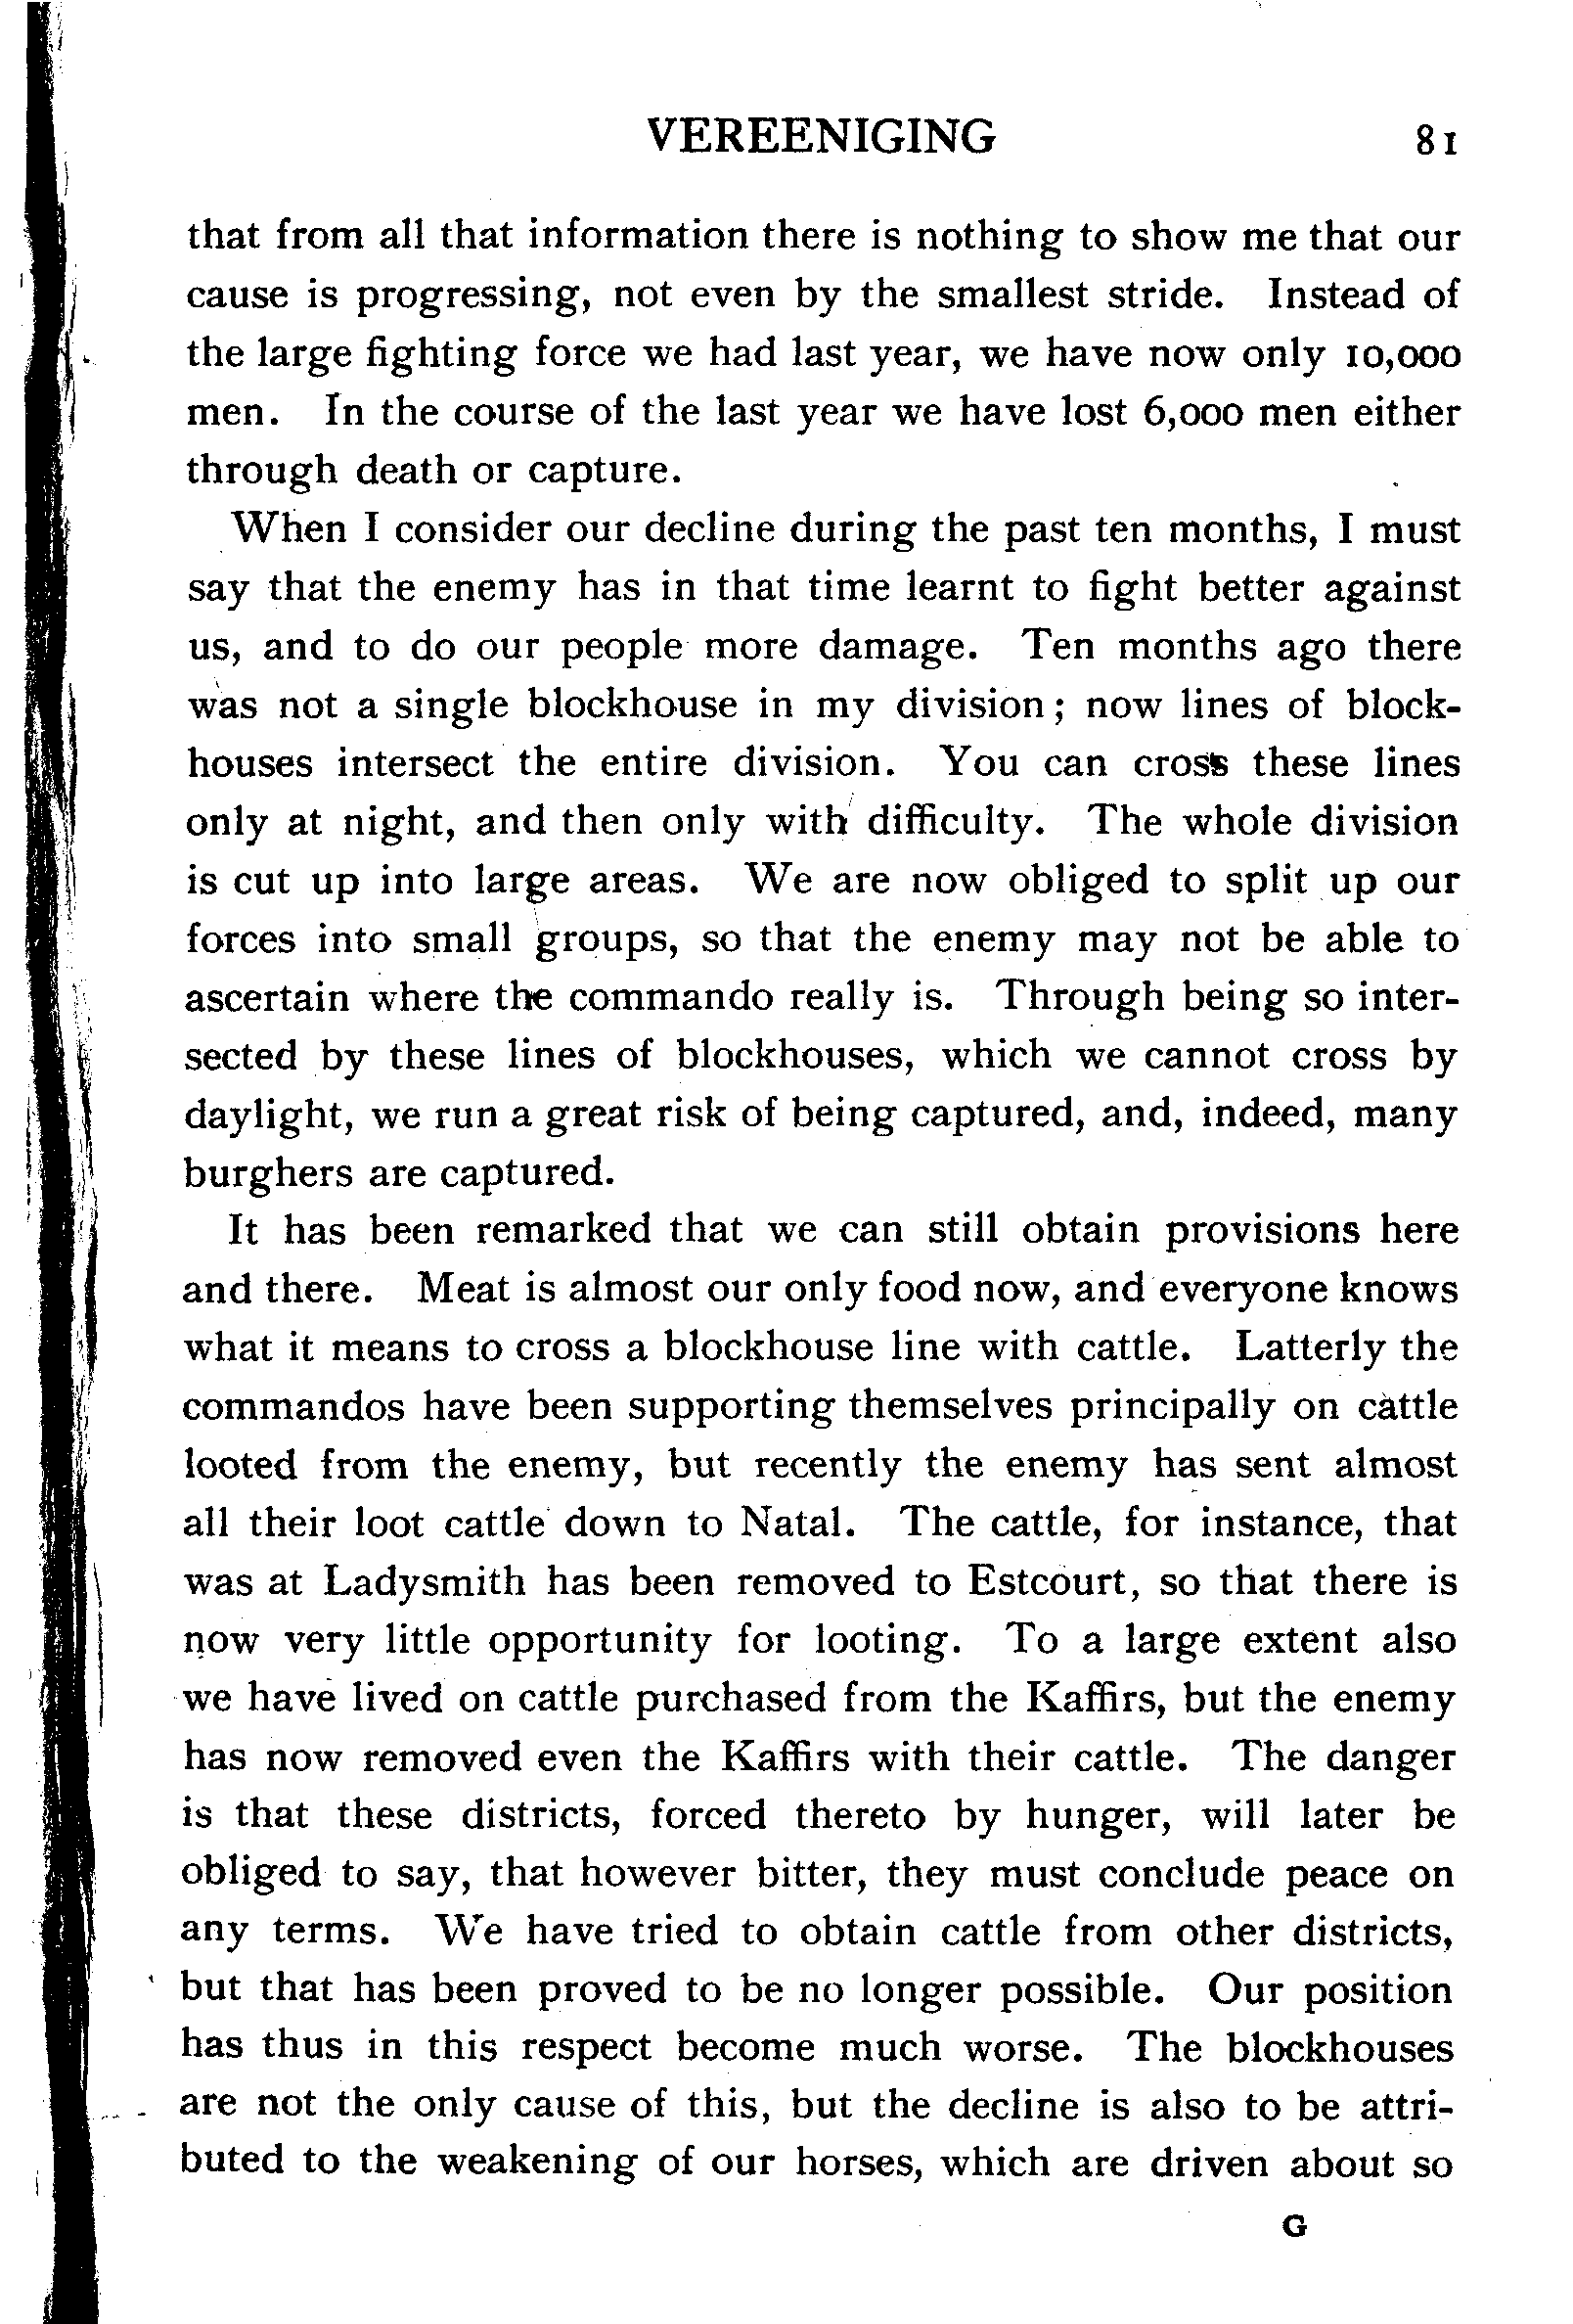 VEREENIGING 81
that from all that information there is nothing to show me that our
cause is progressing, not even by the smallest stride. Instead of
the large fighting force we had last year, we have now only 10,000
men. In the course of the last year we have lost 6,000 men either
through death or capture.
When I consider our decline during the past ten months, I must
say that the enemy has in that time learnt to fight better against
us, and to do our people more damage. Ten months ago there
was not a single blockhouse in my division; now lines of block-
houses intersect the entire division. You can cross these lines
only at night, and then only with difficulty. The whole division
is cut up into large areas. We are now obliged to split up our
forces into small groups, so that the enemy may not be able to
ascertain where the commando really is. Through being so inter-
sected by these lines of blockhouses, which we cannot cross by
daylight, we run a great risk of being captured, and, indeed, many
burghers are captured.
It has been remarked that we can still obtain provisions here
and there. Meat is almost our only food now, and everyone knows
what it means to cross a blockhouse line with cattle. Latterly the
commandos have been supporting themselves principally on cattle
looted from the enemy, but recently the enemy has sent almost
all their loot cattle down to Natal. The cattle, for instance, that
was at Ladysmith has been removed to Estcourt, so that there is
now very little opportunity for looting. To a large extent also
we have lived on cattle purchased from the Kaffirs, but the enemy
has now removed even the Kaffirs with their cattle. The danger
is that these districts, forced thereto by hunger, will later be
obliged to say, that however bitter, they must conclude peace on
any terms. We have tried to obtain cattle from other districts,
but that has been proved to be no longer possible. Our position
has thus in this respect become much worse. The blockhouses
are not the only cause of this, but the decline is also to be attri-
buted to the weakening of our horses, which are driven about so
G